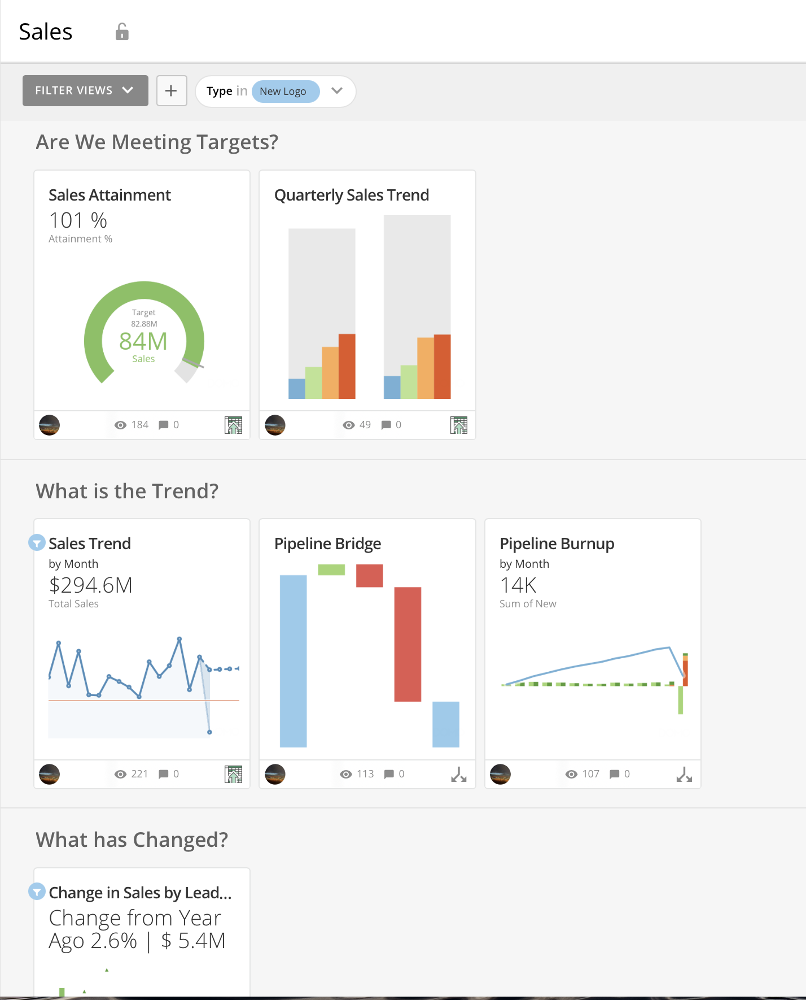 Sales
FILTER VIEWS
+
Type in New Logo
Are We Meeting Targets?
Sales Attainment
101 %
Attainment %
Target
82.88M
84M
Sales
184 0
Quarterly Sales Trend
49 0
What is the Trend?
Sales Trend
by Month
$294.6M
Total Sales
221 0
Pipeline Bridge
113 0
Pipeline Burnup
by Month
14K
Sum of New
107 0
What has Changed?
Change in Sales by Lead...
Change from Year
Ago 2.6% | $ 5.4M